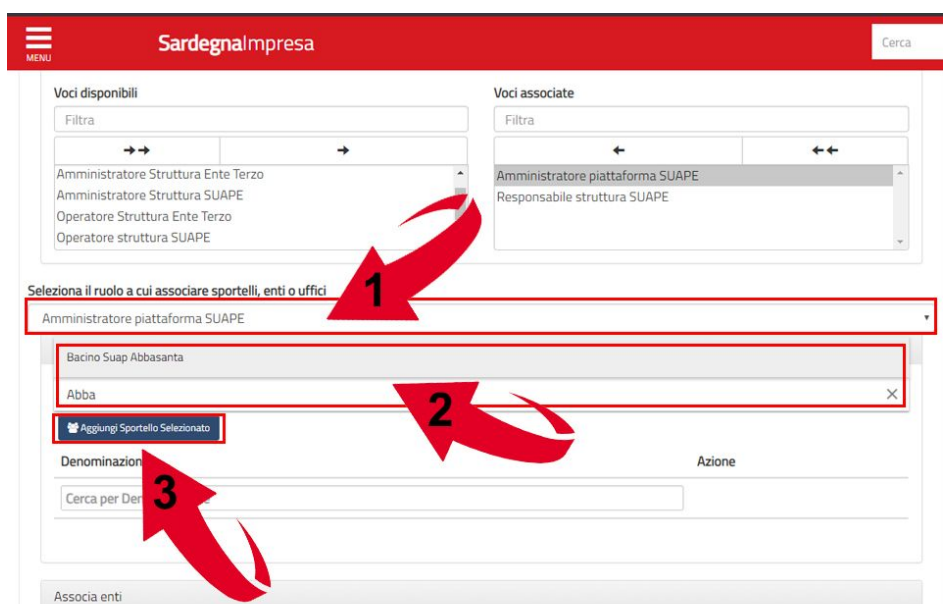 MENU
SardegnaImpresa
Cerca
Voci disponibili
Filtra
Amministratore Struttura Ente Terzo
Amministratore Struttura SUAPE
Operatore Struttura Ente Terzo
Operatore struttura SUAPE
Voci associate
Filtra
Amministratore piattaforma SUAPE
Responsabile struttura SUAPE
Seleziona il ruolo a cui associare sportelli, enti o uffici
1
Amministratore piattaforma SUAPE
Bacino Suap Abbasanta
Abba
2
Aggiungi Sportello Selezionato
Denominazion
Azione
Cerca per Den
3
Associa enti